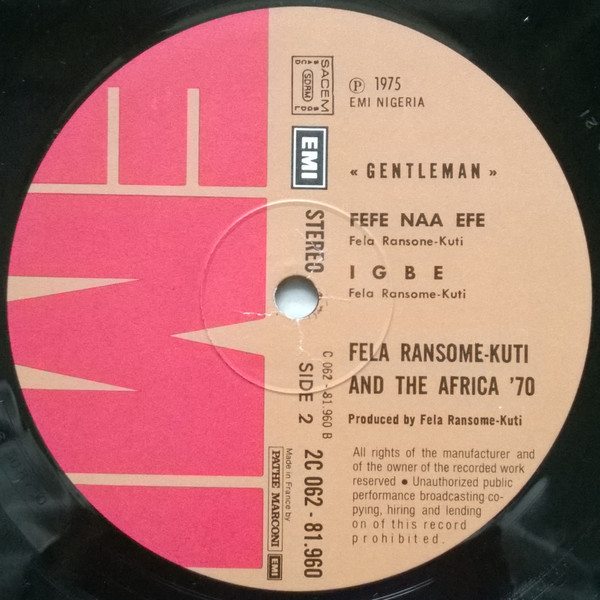 ℗ 1975
EMI NIGERIA
« GENTLEMAN »
FEFE NAA EFE
Fela Ransone-Kuti
IGBE
Fela Ransome-Kuti
FELA RANSOME-KUTI
AND THE AFRICA '70
Produced by Fela Ransome-Kuti
All rights of the manufacturer and
of the owner of the recorded work
reserved ● Unauthorized public
performance broadcasting co-
pying, hiring and lending
on of this record
prohibited.
SACEM
SDRM
EMI
STEREO
C 062 - 81.960 B
SIDE 2
2C 062 - 81.960
Made in France by
PATHE MARCONI
EMI
EMI
21